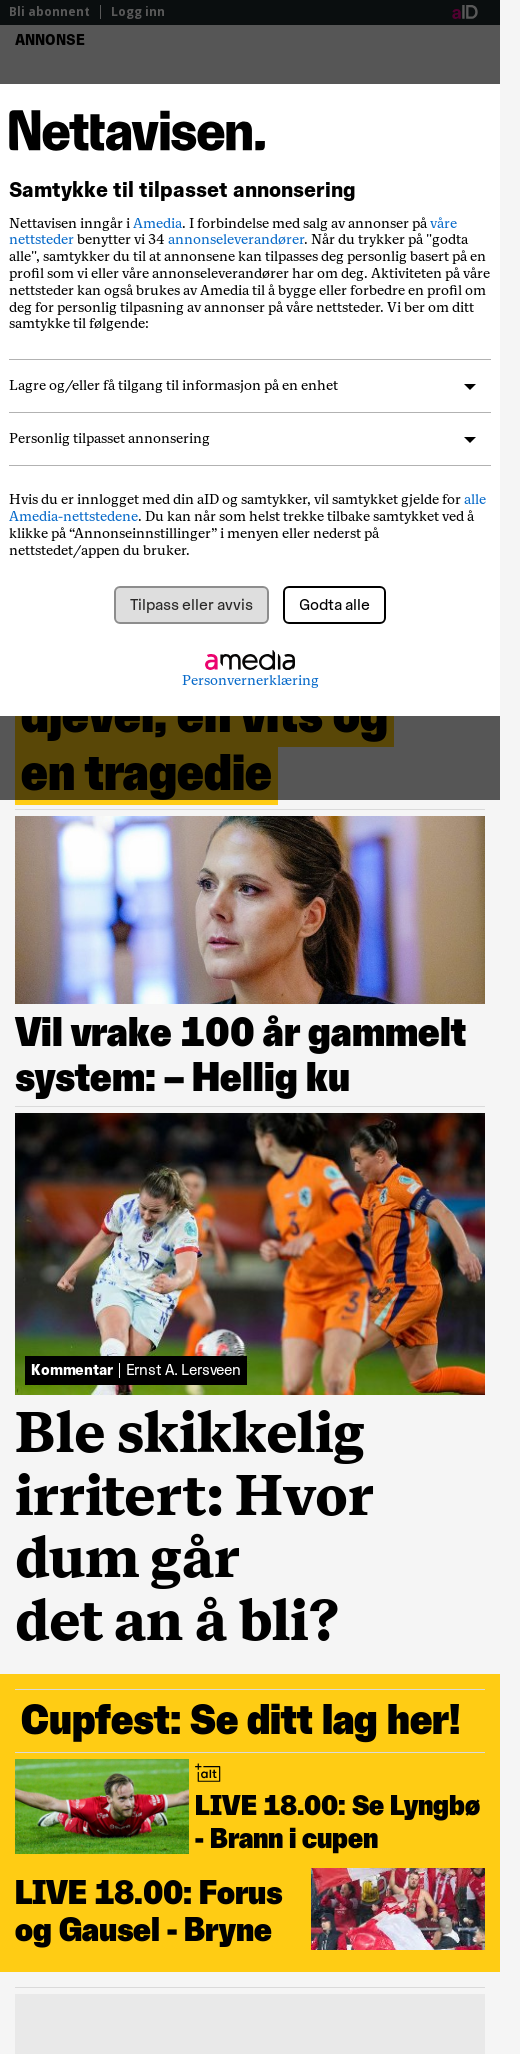 Bli abonnent | Logg inn
aID
ANNONSE
Nettavisen.
Samtykke til tilpasset annonsering
Nettavisen inngår i Amedia. I forbindelse med salg av annonser på våre
nettsteder benytter vi 34 annonseleverandører. Når du trykker på "godta
alle", samtykker du til at annonsene kan tilpasses deg personlig basert på en
profil som vi eller våre annonseleverandører har om deg. Aktiviteten på våre
nettsteder kan også brukes av Amedia til å bygge eller forbedre en profil om
deg for personlig tilpasning av annonser på våre nettsteder. Vi ber om ditt
samtykke til følgende:
Lagre og/eller få tilgang til informasjon på en enhet
Personlig tilpasset annonsering
Hvis du er innlogget med din aID og samtykker, vil samtykket gjelde for alle
Amedia-nettstedene. Du kan når som helst trekke tilbake samtykket ved å
klikke på “Annonseinnstillinger” i menyen eller nederst på
nettstedet/appen du bruker.
Tilpass eller avvis
Godta alle
amedia
Personvernerklæring
djevel, en vits og
en tragedie
Vil vrake 100 år gammelt
system: – Hellig ku
Kommentar | Ernst A. Lersveen
Ble skikkelig
irritert: Hvor
dum går
det an å bli?
Cupfest: Se ditt lag her!
+alt
LIVE 18.00: Se Lyngbø
- Brann i cupen
LIVE 18.00: Forus
og Gausel - Bryne